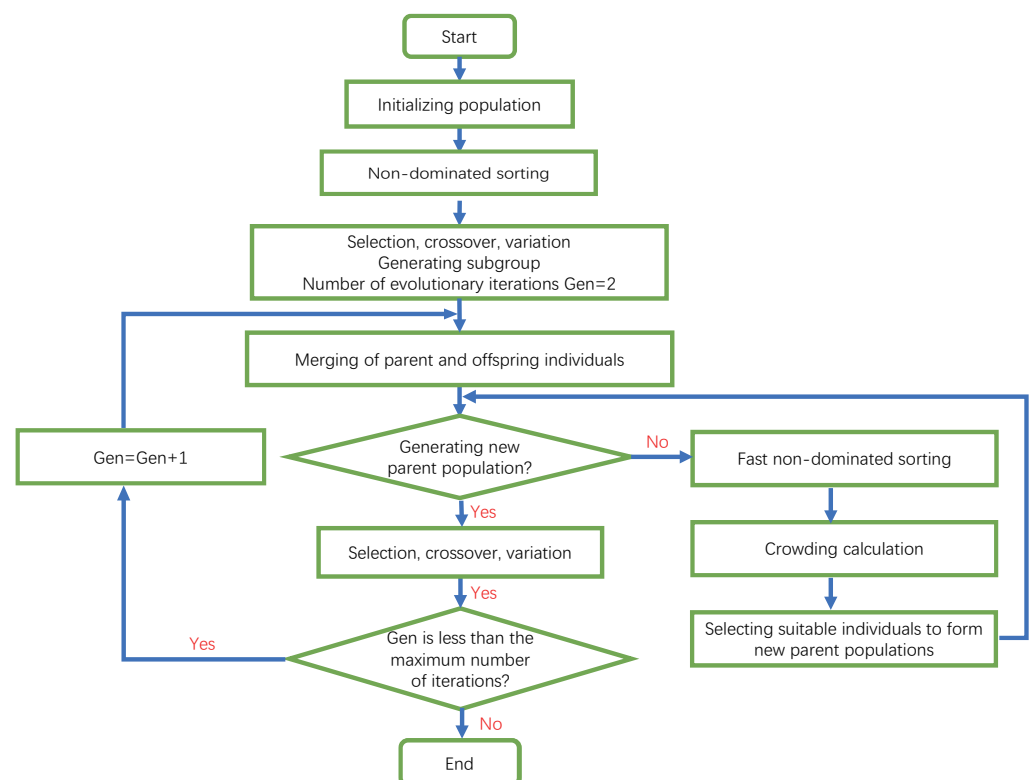 Start
Initializing population
Non-dominated sorting
Selection, crossover, variation
Generating subgroup
Number of evolutionary iterations Gen=2
Merging of parent and offspring individuals
Generating new
parent population?
No
Fast non-dominated sorting
Gen=Gen+1
Yes
Selection, crossover, variation
Crowding calculation
Yes
Gen is less than the
maximum number
of iterations?
Yes
Selecting suitable individuals to form
new parent populations
No
End